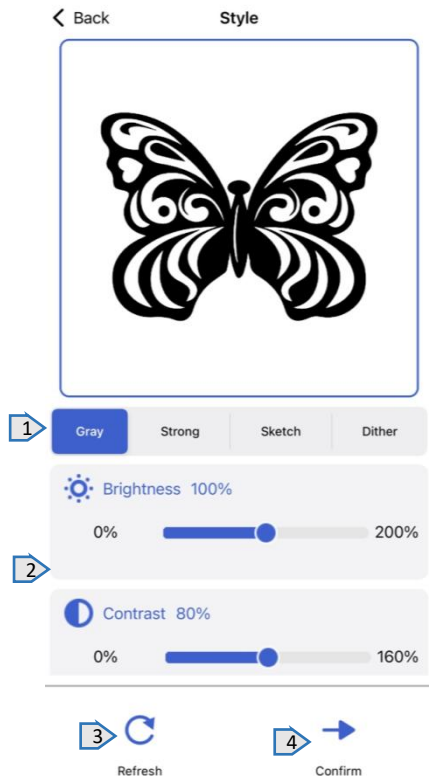 Back Style
1 Gray Strong Sketch Dither
Brightness 100%
0% 200%
2
Contrast 80%
0% 160%
3 4
Refresh Confirm